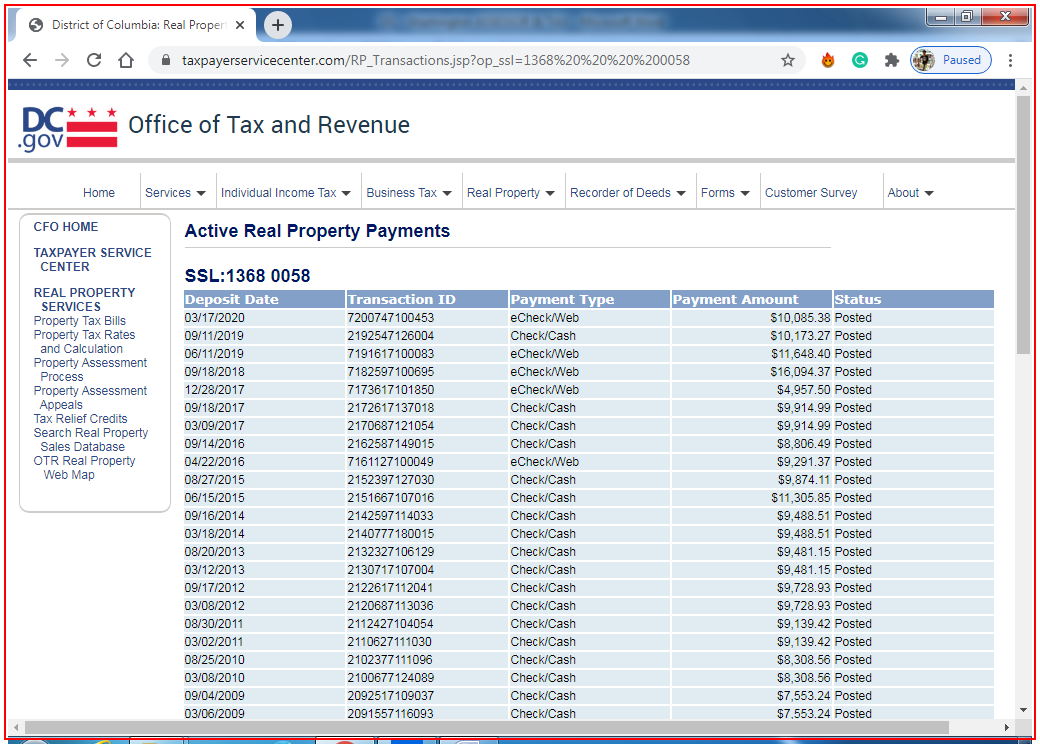 District of Columbia: Real Proper
taxpayerservicecenter.com/RP_Transactions.jsp?op_ssl=1368%20%20%20%200058
Paused
DC
.gov
Office of Tax and Revenue
Home Services Individual Income Tax Business Tax Real Property Recorder of Deeds Forms Customer Survey About
CFO HOME
TAXPAYER SERVICE
CENTER
REAL PROPERTY
SERVICES
Property Tax Bills
Property Tax Rates
and Calculation
Property Assessment
Process
Property Assessment
Appeals
Tax Relief Credits
Search Real Property
Sales Database
OTR Real Property
Web Map
Active Real Property Payments
SSL:1368 0058
Deposit Date Transaction ID Payment Type Payment Amount Status
03/17/2020 7200747100453 eCheck/Web $10,085.38 Posted
09/11/2019 2192547126004 Check/Cash $10,173.27 Posted
06/11/2019 7191617100083 eCheck/Web $11,648.40 Posted
09/18/2018 7182597100695 eCheck/Web $16,094.37 Posted
12/28/2017 7173617101850 eCheck/Web $4,957.50 Posted
09/18/2017 2172617137018 Check/Cash $9,914.99 Posted
03/09/2017 2170687121054 Check/Cash $9,914.99 Posted
09/14/2016 2162587149015 Check/Cash $8,806.49 Posted
04/22/2016 7161127100049 eCheck/Web $9,291.37 Posted
08/27/2015 2152397127030 Check/Cash $9,874.11 Posted
06/15/2015 2151667107016 Check/Cash $11,305.85 Posted
09/16/2014 2142597114033 Check/Cash $9,488.51 Posted
03/18/2014 2140777180015 Check/Cash $9,488.51 Posted
08/20/2013 2132327106129 Check/Cash $9,481.15 Posted
03/12/2013 2130717107004 Check/Cash $9,481.15 Posted
09/17/2012 2122617112041 Check/Cash $9,728.93 Posted
03/08/2012 2120687113036 Check/Cash $9,728.93 Posted
08/30/2011 2112427104054 Check/Cash $9,139.42 Posted
03/02/2011 2110627111030 Check/Cash $9,139.42 Posted
08/25/2010 2102377111096 Check/Cash $8,308.56 Posted
03/08/2010 2100677124089 Check/Cash $8,308.56 Posted
09/04/2009 2092517109037 Check/Cash $7,553.24 Posted
03/06/2009 2091557116093 Check/Cash $7,553.24 Posted